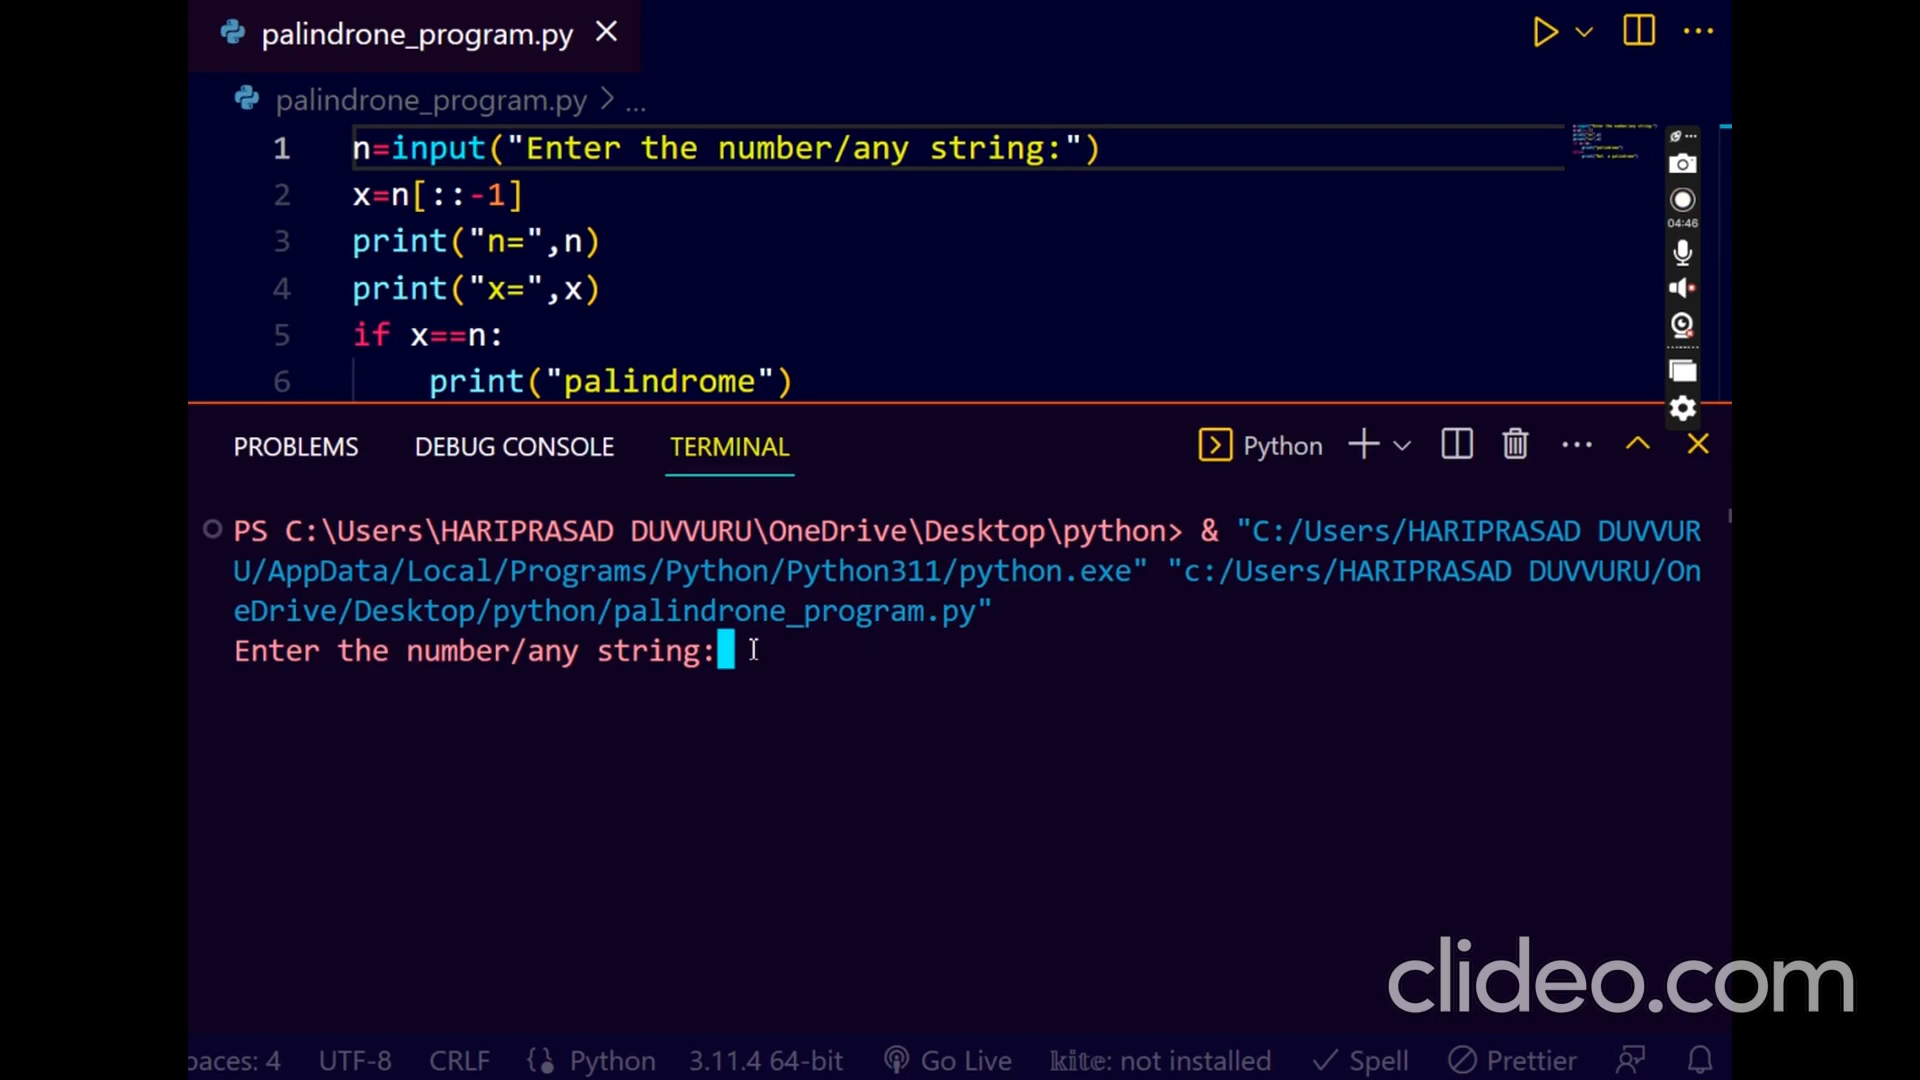 palindrone_program.py
palindrone_program.py > ...
1 n=input("Enter the number/any string:")
2 x=n[::-1]
3 print("n=",n)
4 print("x=",x)
5 if x==n:
6 print("palindrome")
04:46
PROBLEMS DEBUG CONSOLE TERMINAL Python
PS C:\Users\HARIPRASAD DUVVURU\OneDrive\Desktop\python> & "C:/Users/HARIPRASAD DUVVUR
U/AppData/Local/Programs/Python/Python311/python.exe" "c:/Users/HARIPRASAD DUVVURU/On
eDrive/Desktop/python/palindrone_program.py"
Enter the number/any string:
clideo.com
paces: 4 UTF-8 CRLF {} Python 3.11.4 64-bit Go Live kite: not installed Spell Prettier